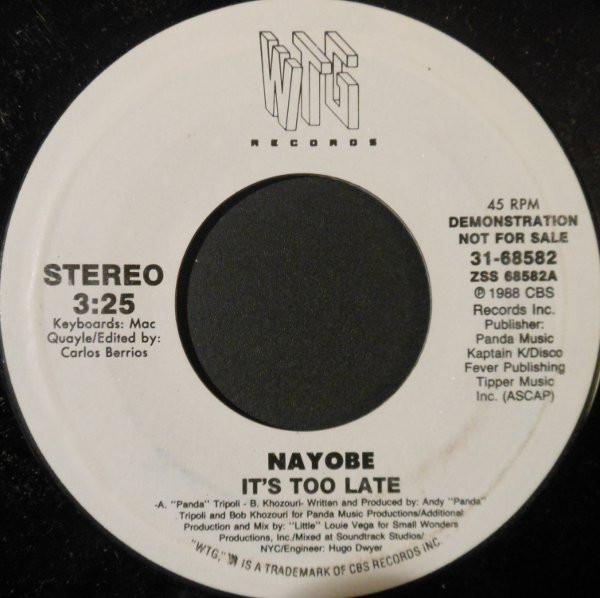 WTG
RECORDS
STEREO
3:25
Keyboards: Mac
Quayle/Edited by:
Carlos Berrios
45 RPM
DEMONSTRATION
NOT FOR SALE
31-68582
ZSS 68582A
℗ 1988 CBS
Records Inc.
Publisher:
Panda Music
Kaptain K/Disco
Fever Publishing
Tipper Music
Inc. (ASCAP)
NAYOBE
IT'S TOO LATE
-A. "Panda" Tripoli - B. Khozouri- Written and Produced by: Andy "Panda"
Tripoli and Bob Khozouri for Panda Music Productions/Additional
Production and Mix by: "Little" Louie Vega for Small Wonders
Productions, Inc./Mixed at Soundtrack Studios/
NYC/Engineer: Hugo Dwyer
"WTG," WTG IS A TRADEMARK OF CBS RECORDS INC.